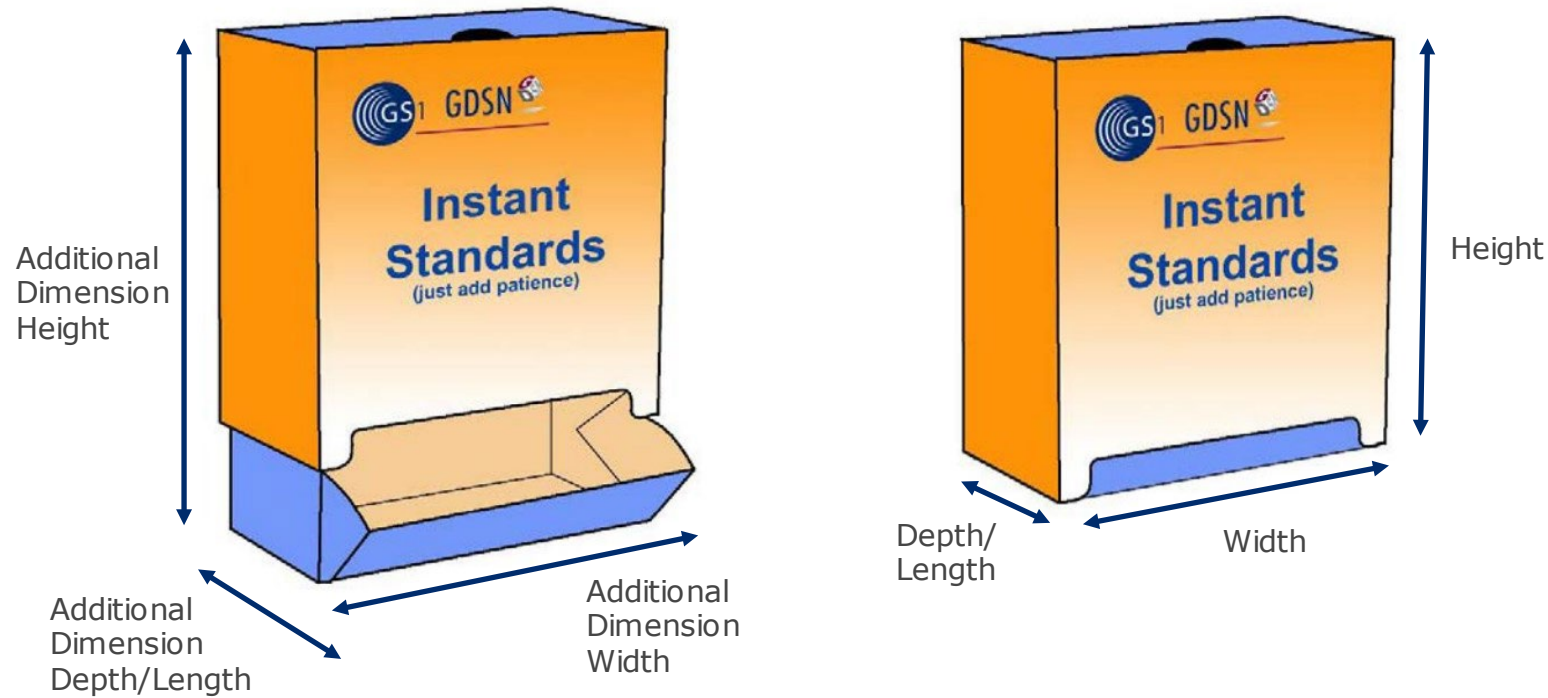 GS1 GDSN
Instant
Standards
(just add patience)
Additional
Dimension
Height
Additional
Dimension
Depth/Length
Additional
Dimension
Width
GS1 GDSN
Instant
Standards
(just add patience)
Height
Depth/
Length
Width